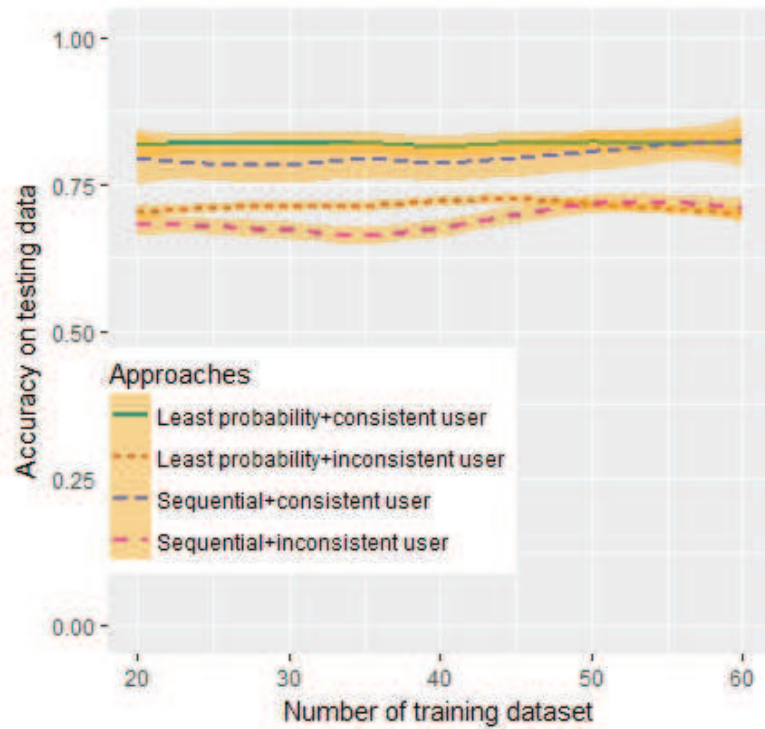 1.00
0.75
0.50
0.25
0.00
Accuracy on testing data
Approaches
Least probability+consistent user
Least probability+inconsistent user
Sequential+consistent user
Sequential+inconsistent user
20 30 40 50 60
Number of training dataset